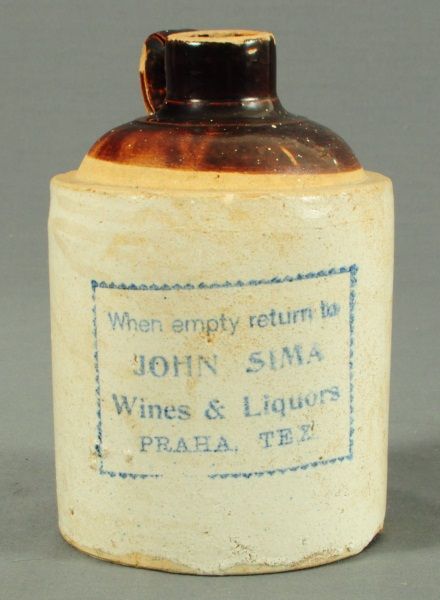 When empty return to
JOHN SIMA
Wines & Liquors
PRAHA, TEX